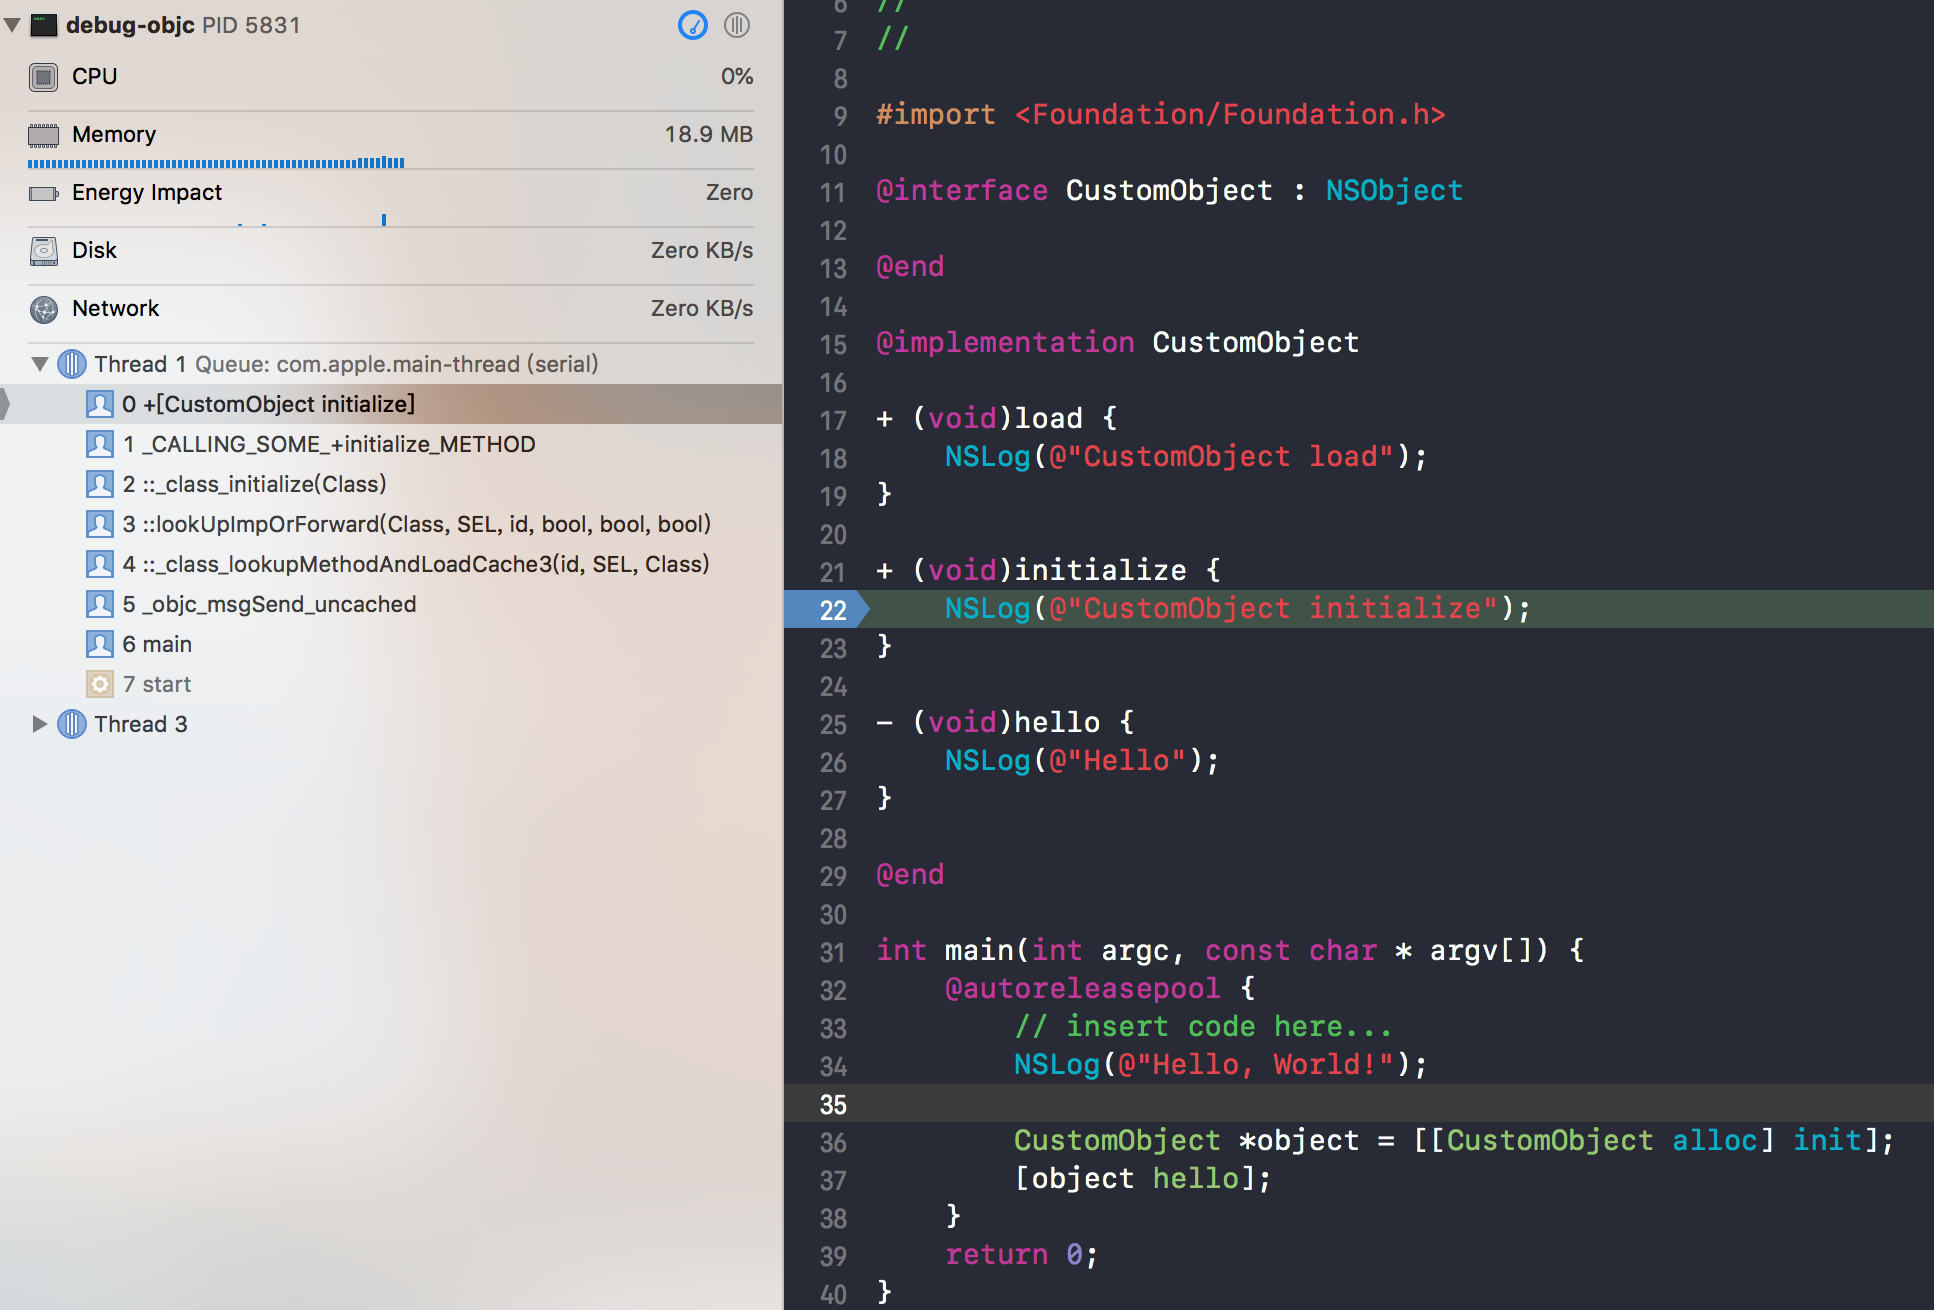 debug-objc PID 5831
CPU 0%
Memory 18.9 MB
Energy Impact Zero
Disk Zero KB/s
Network Zero KB/s
Thread 1 Queue: com.apple.main-thread (serial)
0 +[CustomObject initialize]
1 _CALLING_SOME_+initialize_METHOD
2 ::_class_initialize(Class)
3 ::lookUpImpOrForward(Class, SEL, id, bool, bool, bool)
4 ::_class_lookupMethodAndLoadCache3(id, SEL, Class)
5 _objc_msgSend_uncached
6 main
7 start
Thread 3
6 //
7 //
8
9 #import <Foundation/Foundation.h>
10
11 @interface CustomObject : NSObject
12
13 @end
14
15 @implementation CustomObject
16
17 + (void)load {
18     NSLog(@"CustomObject load");
19 }
20
21 + (void)initialize {
22     NSLog(@"CustomObject initialize");
23 }
24
25 - (void)hello {
26     NSLog(@"Hello");
27 }
28
29 @end
30
31 int main(int argc, const char * argv[]) {
32     @autoreleasepool {
33         // insert code here...
34         NSLog(@"Hello, World!");
35
36         CustomObject *object = [[CustomObject alloc] init];
37         [object hello];
38     }
39     return 0;
40 }